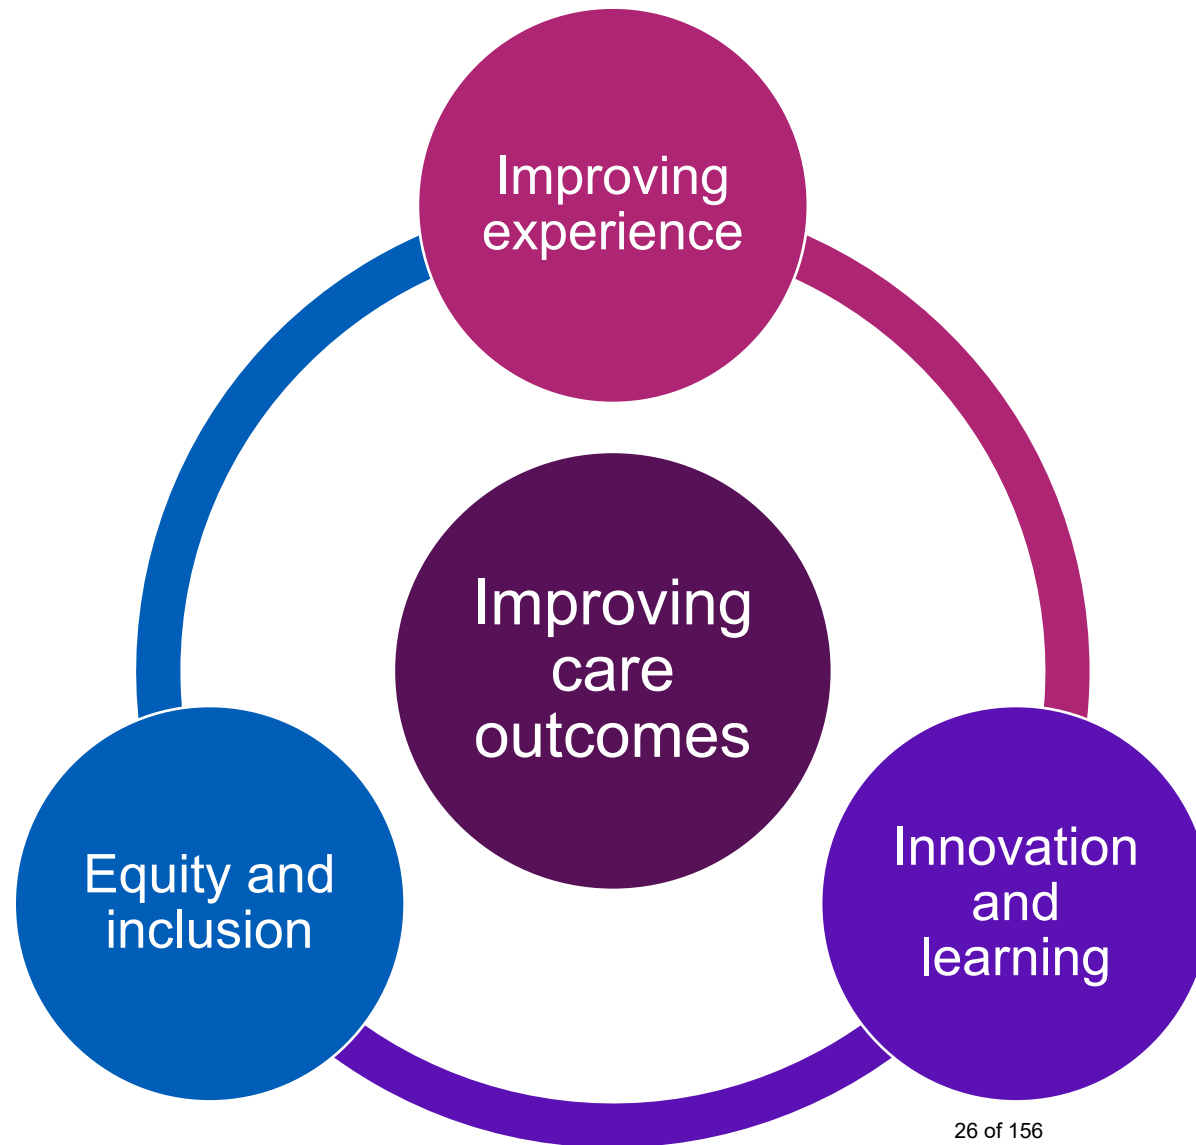 Improving
experience
Improving
care
outcomes
Equity and
inclusion
Innovation
and
learning
26 of 156